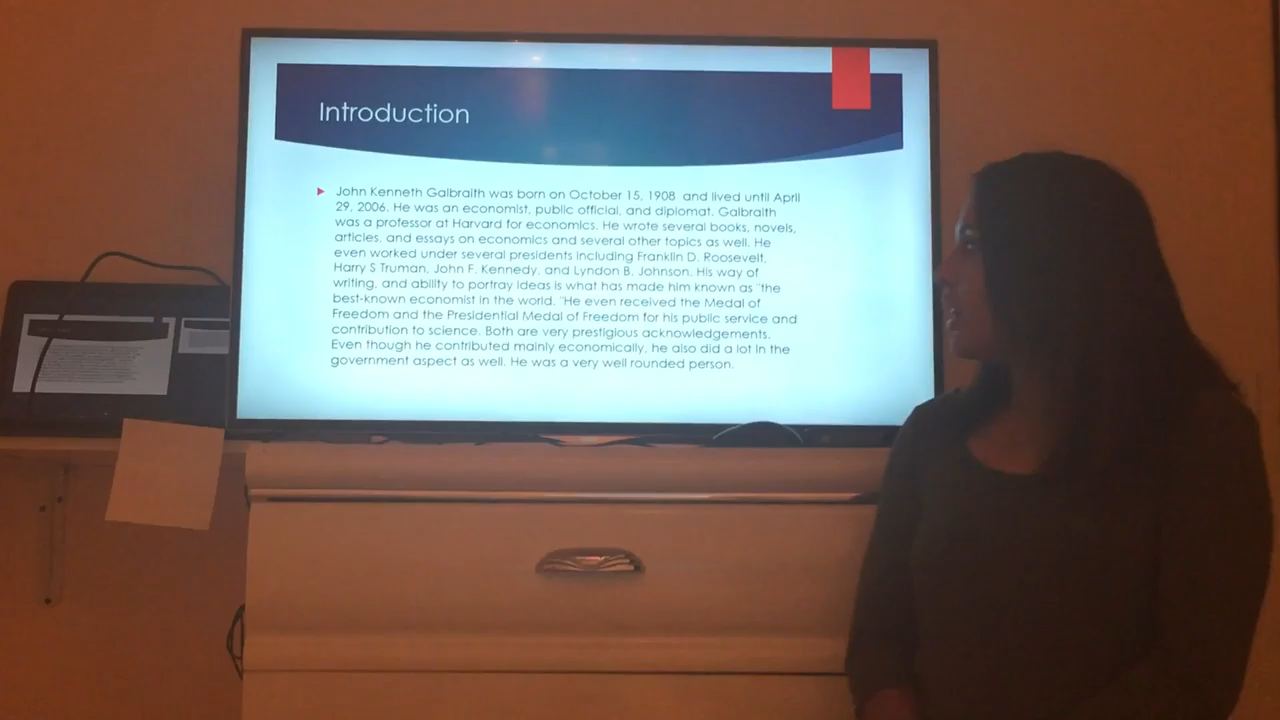 Introduction
John Kenneth Galbraith was born on October 15, 1908 and lived until April
29, 2006. He was an economist, public official, and diplomat. Galbraith
was a professor at Harvard for economics. He wrote several books, novels,
articles, and essays on economics and several other topics as well. He
even worked under several presidents including Franklin D. Roosevelt,
Harry S Truman, John F. Kennedy, and Lyndon B. Johnson. His way of
writing, and ability to portray ideas is what has made him known as "the
best-known economist in the world. "He even received the Medal of
Freedom and the Presidential Medal of Freedom for his public service and
contribution to science. Both are very prestigious acknowledgements.
Even though he contributed mainly economically, he also did a lot in the
government aspect as well. He was a very well rounded person.